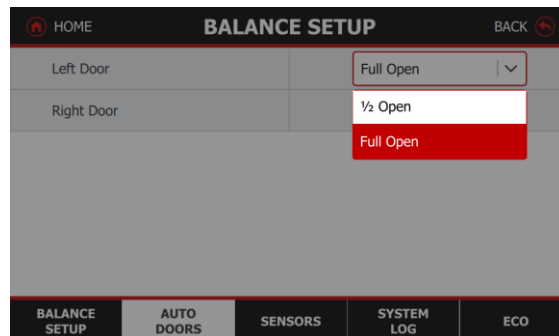 HOME
BALANCE SETUP
BACK
Left Door
Full Open
Right Door
½ Open
Full Open
BALANCE
SETUP
AUTO
DOORS
SENSORS
SYSTEM
LOG
ECO